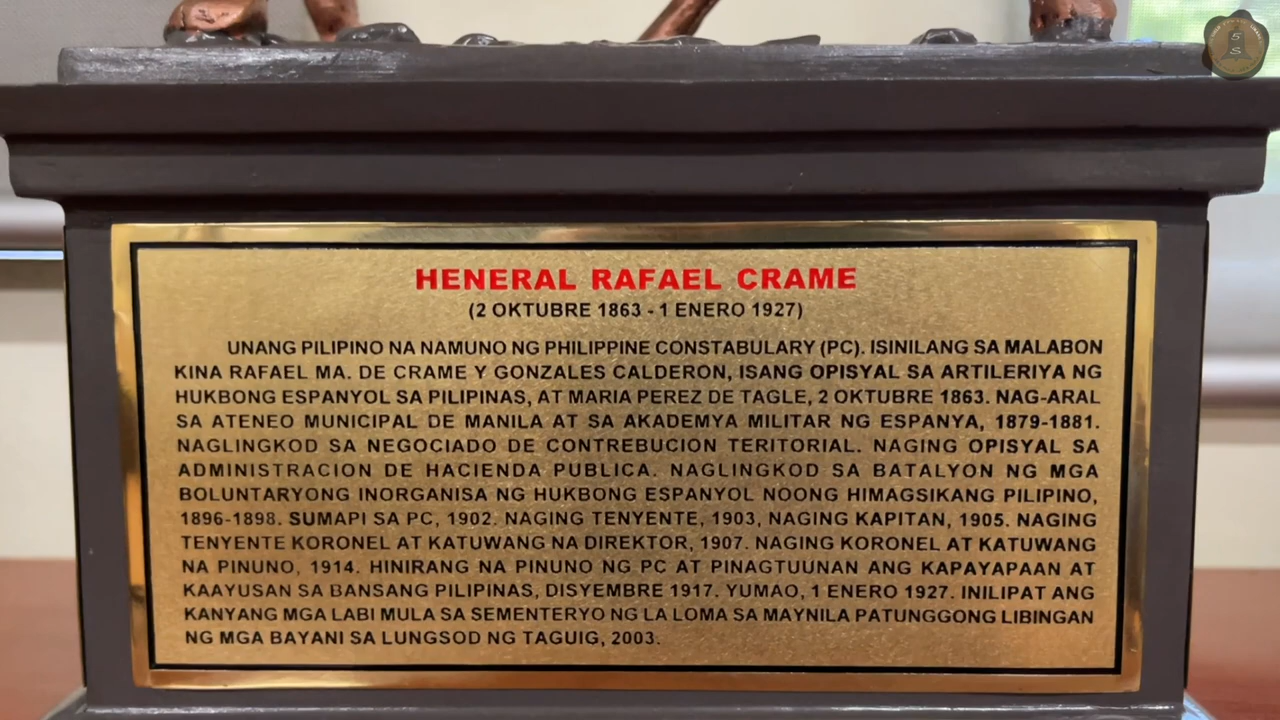 HENERAL RAFAEL CRAME
(2 OKTUBRE 1863 - 1 ENERO 1927)
UNANG PILIPINO NA NAMUNO NG PHILIPPINE CONSTABULARY (PC). ISINILANG SA MALABON
KINA RAFAEL MA. DE CRAME Y GONZALES CALDERON, ISANG OPISYAL SA ARTILERIYA NG
HUKBONG ESPANYOL SA PILIPINAS, AT MARIA PEREZ DE TAGLE, 2 OKTUBRE 1863. NAG-ARAL
SA ATENEO MUNICIPAL DE MANILA AT SA AKADEMYA MILITAR NG ESPANYA, 1879-1881.
NAGLINGKOD SA NEGOCIADO DE CONTREBUCION TERITORIAL. NAGING OPISYAL SA
ADMINISTRACION DE HACIENDA PUBLICA. NAGLINGKOD SA BATALYON NG MGA
BOLUNTARYONG INORGANISA NG HUKBONG ESPANYOL NOONG HIMAGSIKANG PILIPINO,
1896-1898. SUMAPI SA PC, 1902. NAGING TENYENTE, 1903, NAGING KAPITAN, 1905. NAGING
TENYENTE KORONEL AT KATUWANG NA DIREKTOR, 1907. NAGING KORONEL AT KATUWANG
NA PINUNO, 1914. HINIRANG NA PINUNO NG PC AT PINAGTUUNAN ANG KAPAYAPAAN AT
KAAYUSAN SA BANSANG PILIPINAS, DISYEMBRE 1917. YUMAO, 1 ENERO 1927. INILIPAT ANG
KANYANG MGA LABI MULA SA SEMENTERYO NG LA LOMA SA MAYNILA PATUNGGONG LIBINGAN
NG MGA BAYANI SA LUNGSOD NG TAGUIG, 2003.